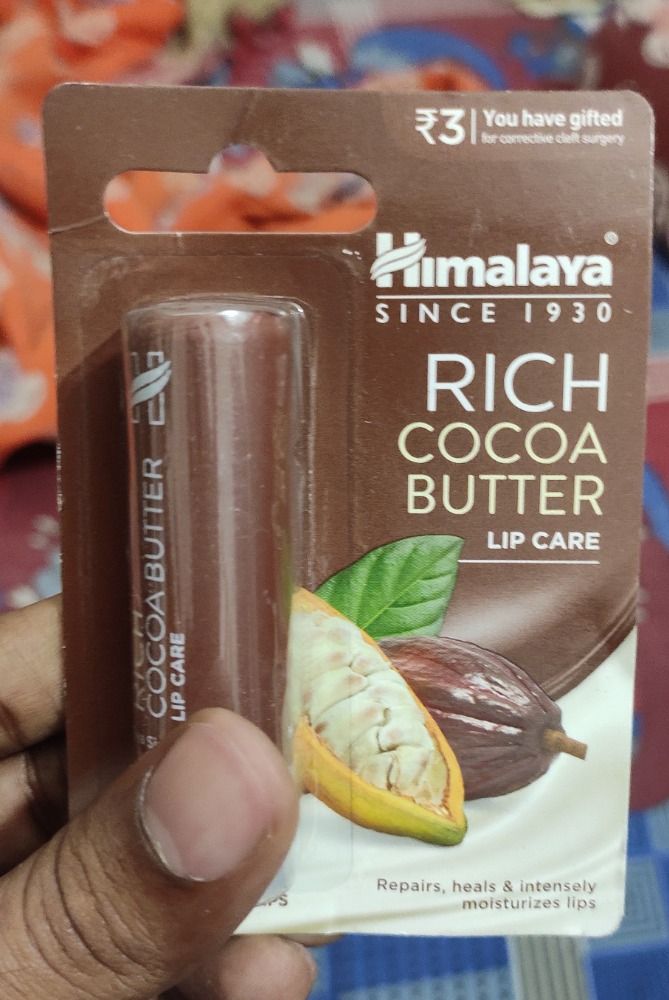 ₹3 | You have gifted
for corrective cleft surgery
Himalaya®
SINCE 1930
RICH
COCOA
BUTTER
LIP CARE
RICH
COCOA BUTTER
LIP CARE
Repairs, heals & intensely
moisturizes lips